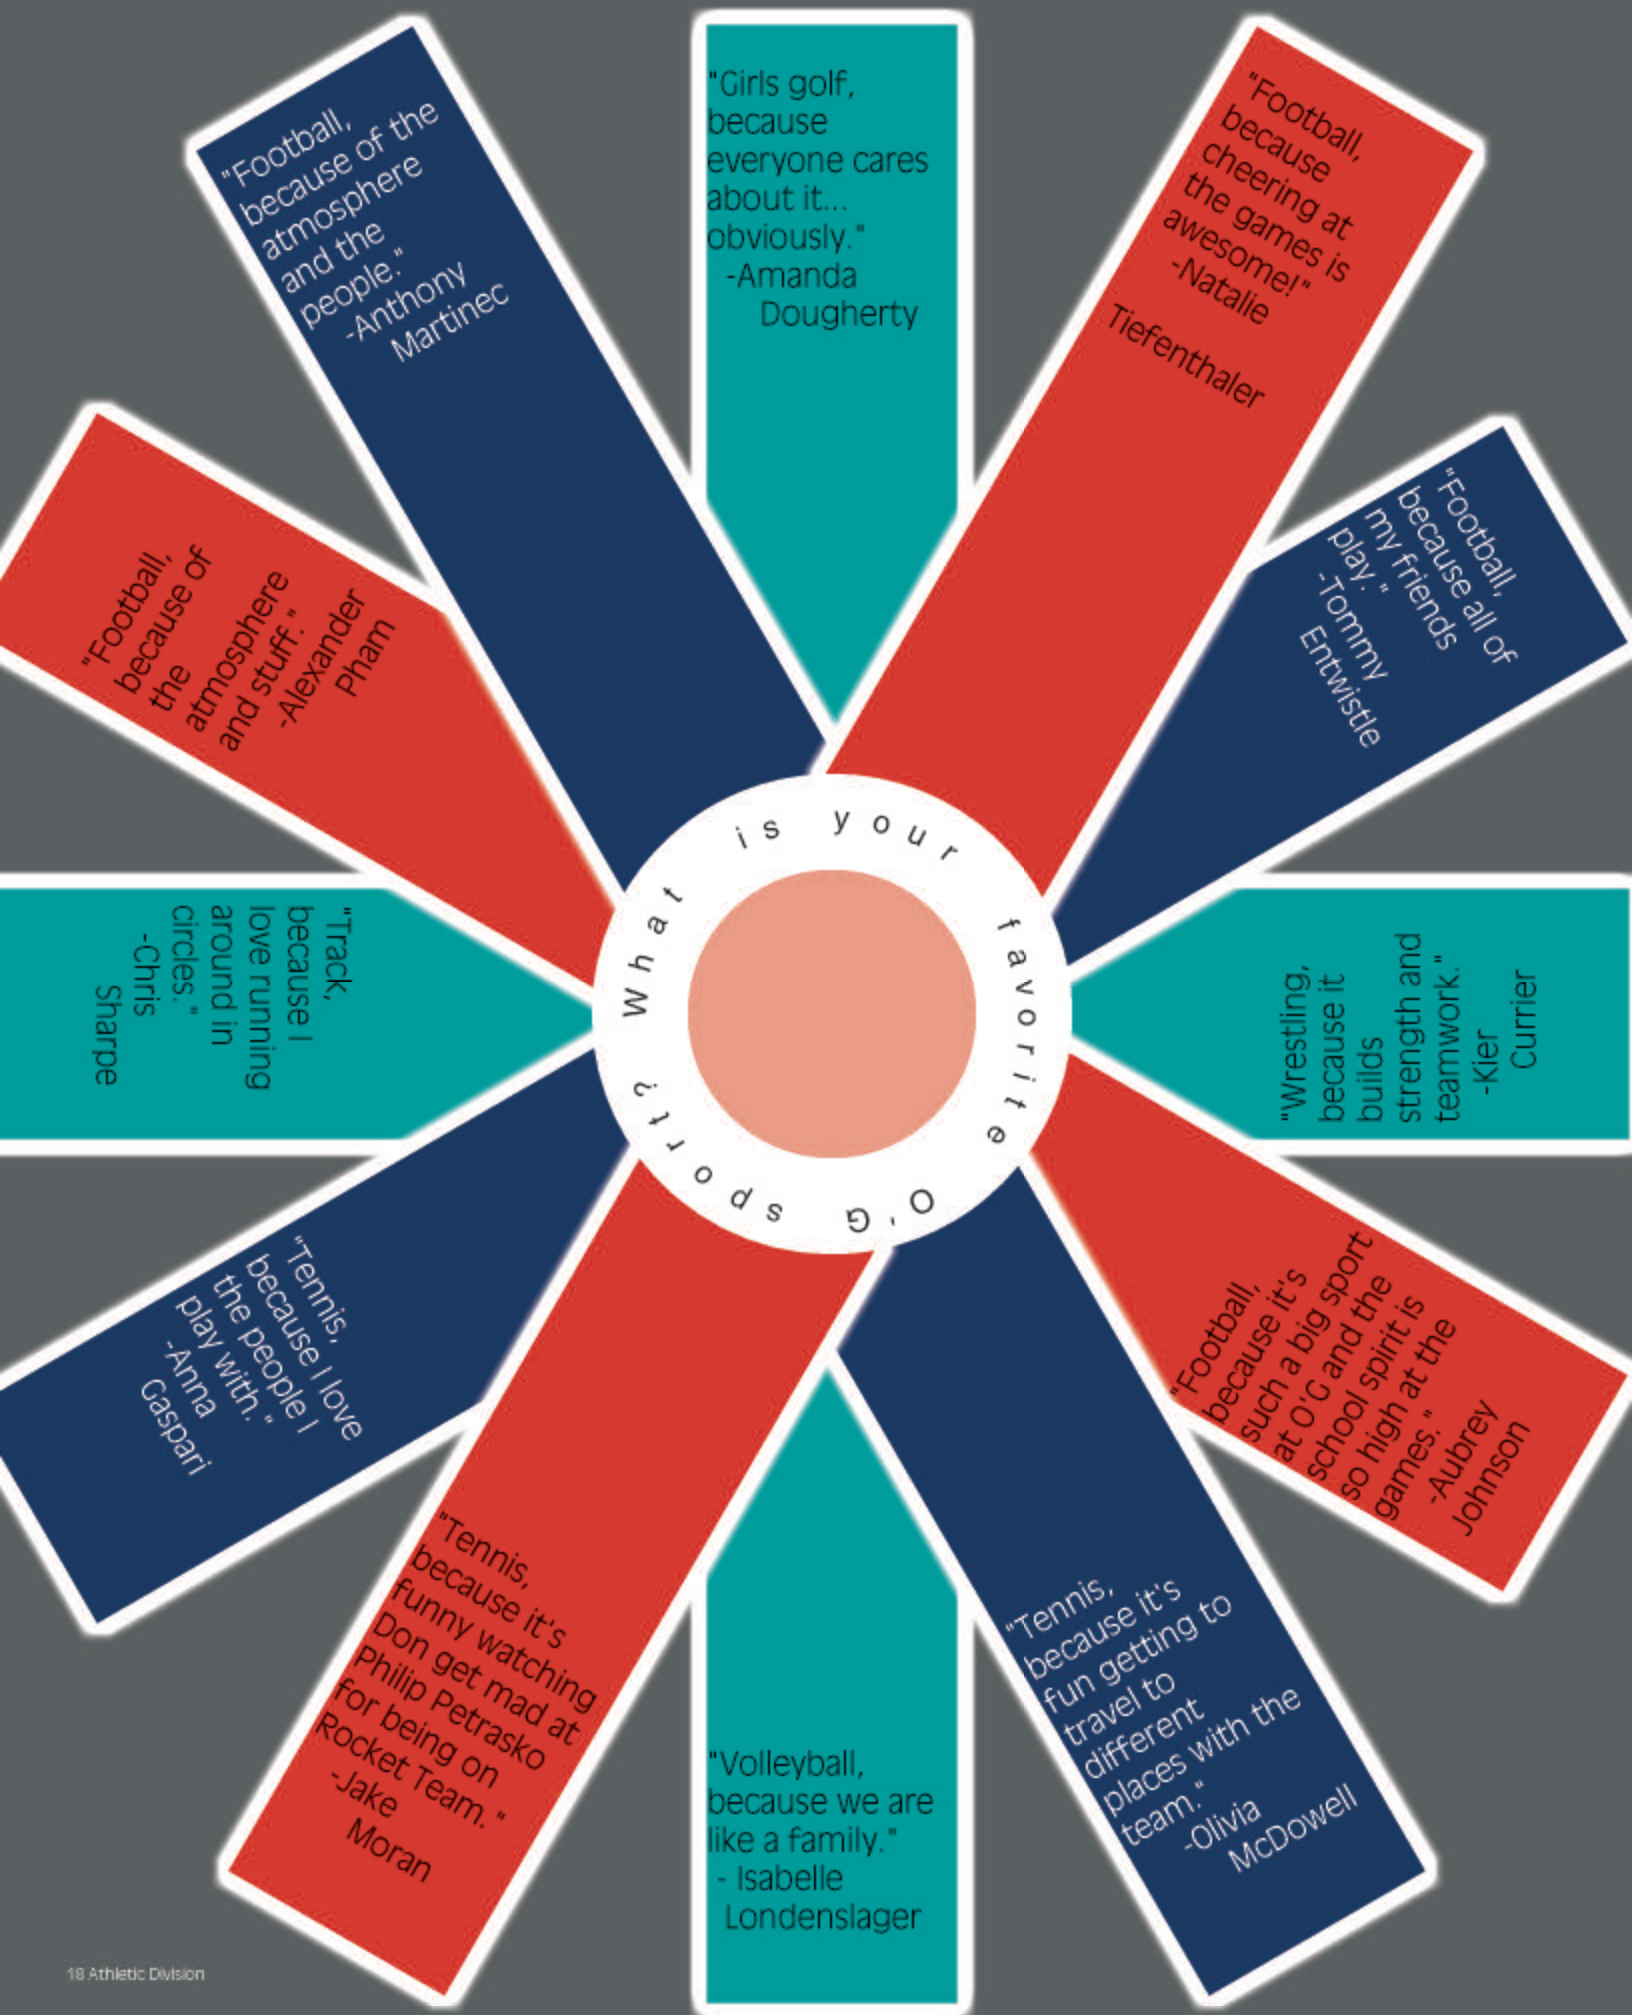 What is your favorite O'G sport?
"Girls golf,
because
everyone cares
about it...
obviously."
-Amanda
Dougherty
"Football,
because
cheering at
the games is
awesome!"
-Natalie
Tiefenthaler
"Football,
because all of
my friends
play."
-Tommy
Entwistle
"Wrestling,
because it
builds
strength and
teamwork."
-Kier
Currier
"Football,
because it's
such a big sport
at O'G and the
school spirit is
so high at the
games."
-Aubrey
Johnson
"Tennis,
because it's
fun getting to
travel to
different
places with the
team."
-Olivia
McDowell
"Volleyball,
because we are
like a family."
- Isabelle
Londenslager
"Tennis,
because it's
funny watching
Don get mad at
Philip Petrasko
for being on
Rocket Team."
-Jake
Moran
"Tennis,
because I love
the people I
play with."
-Anna
Gaspari
"Track,
because I
love running
around in
circles."
-Chris
Sharpe
"Football,
because of
the
atmosphere
and stuff."
-Alexander
Pham
"Football,
because of the
atmosphere
and the
people."
-Anthony
Martinec
18 Athletic Division